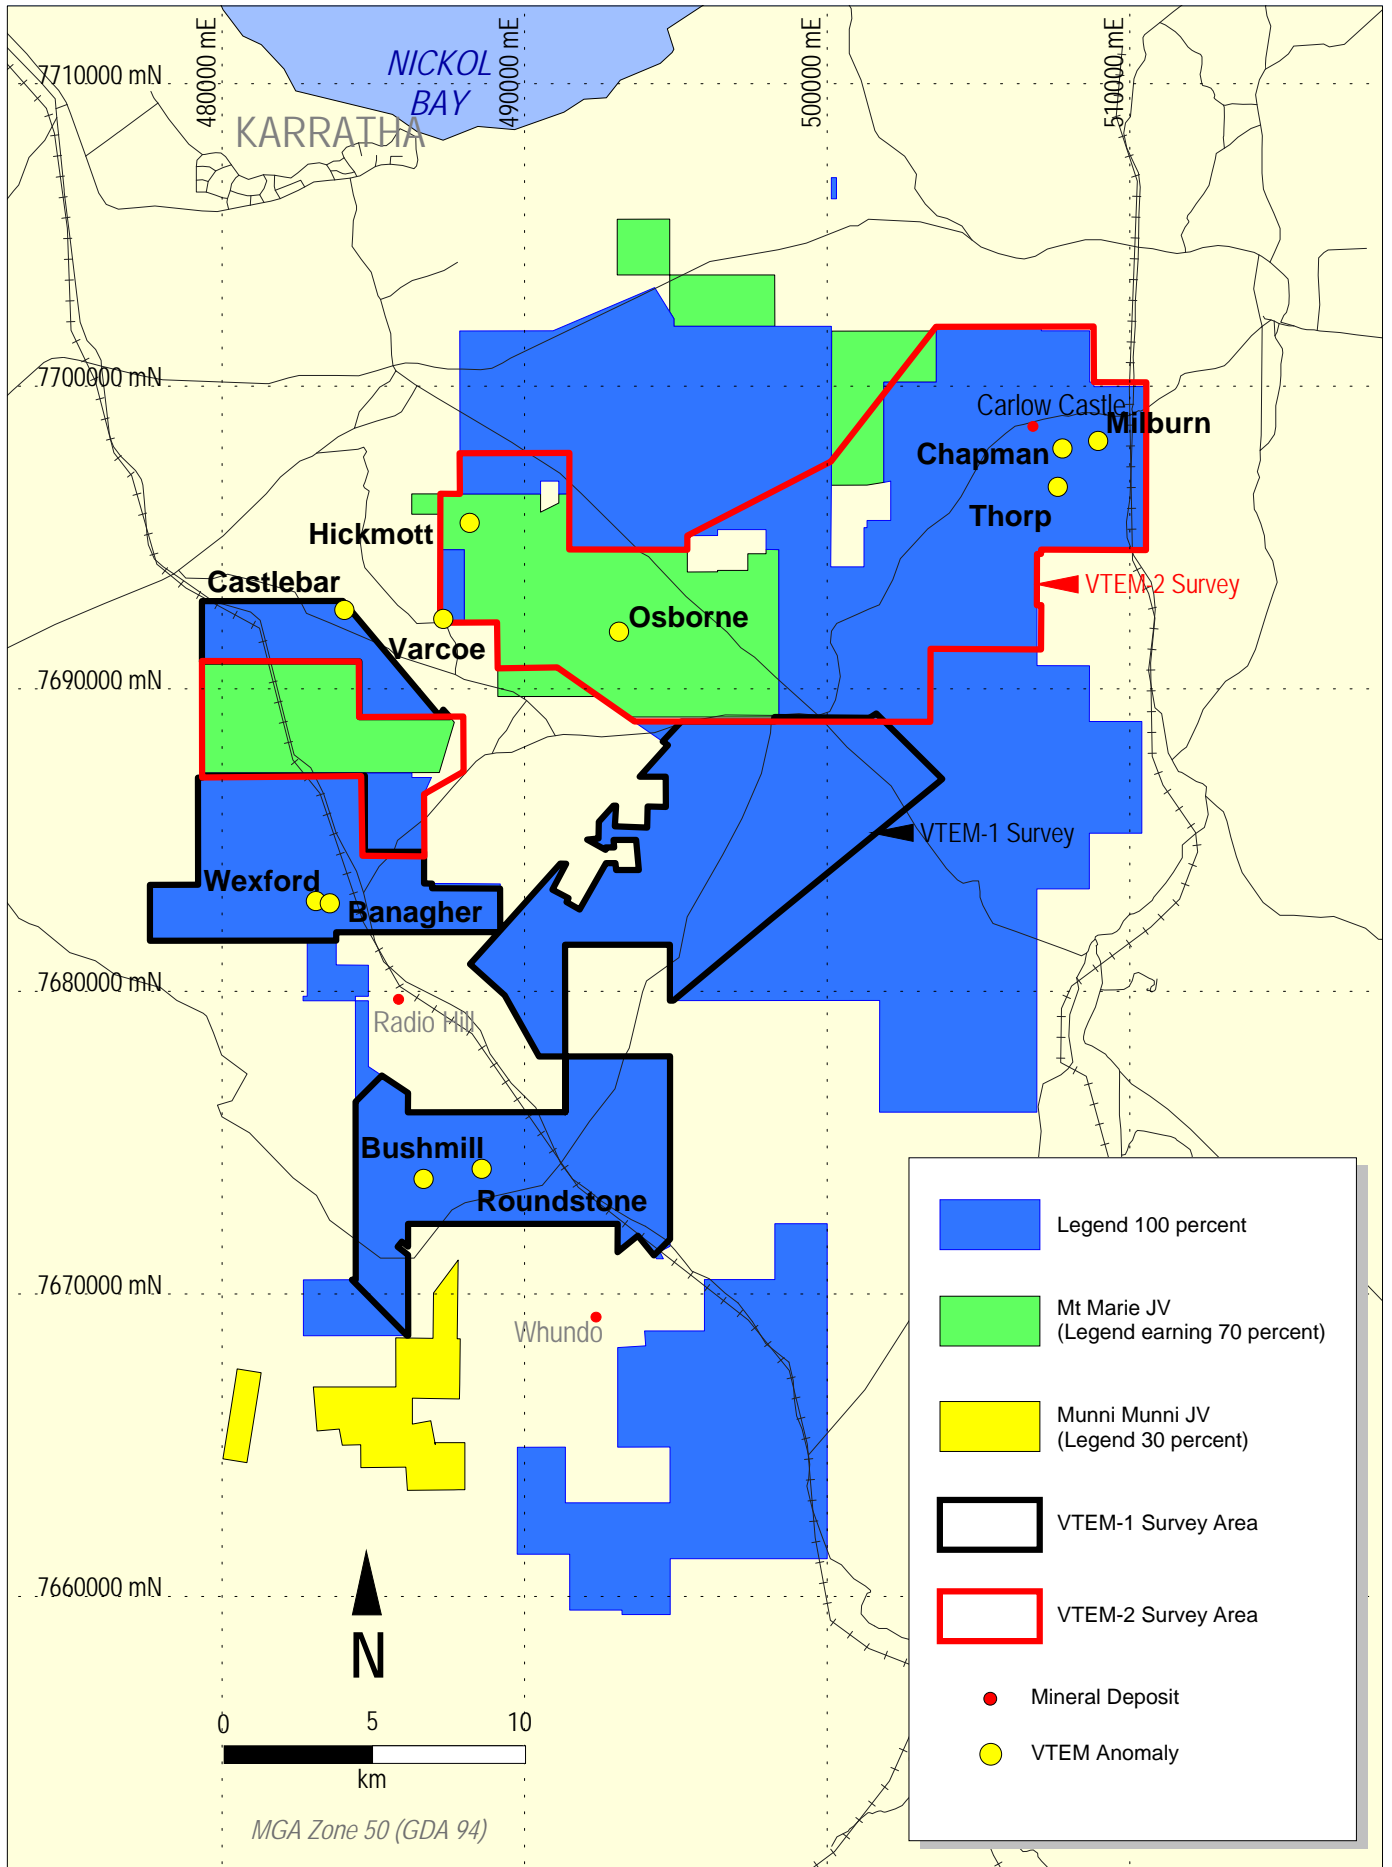 480000 mE
490000 mE
500000 mE
510000 mE
NICKOL
BAY
7710000 mN
KARRATHA
7700000 mN
Carlow Castle
Milburn
Chapman
Thorp
Hickmott
Castlebar
VTEM-2 Survey
Osborne
Varcoe
7690000 mN
VTEM-1 Survey
Wexford
Banagher
7680000 mN
Radio Hill
Bushmill
Roundstone
7670000 mN
Whundo
7660000 mN
N
0 5 10
km
MGA Zone 50 (GDA 94)
Legend 100 percent
Mt Marie JV
(Legend earning 70 percent)
Munni Munni JV
(Legend 30 percent)
VTEM-1 Survey Area
VTEM-2 Survey Area
Mineral Deposit
VTEM Anomaly